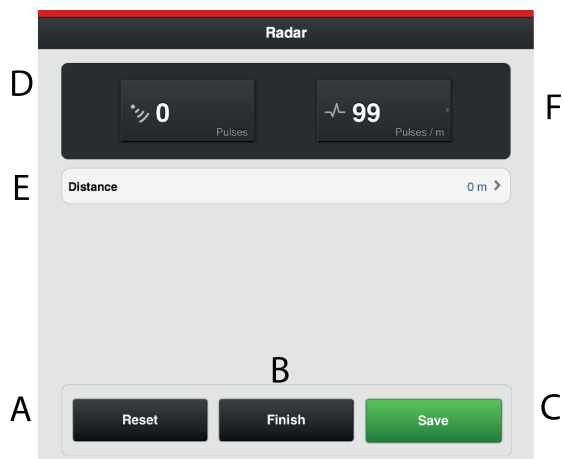 Radar
D
0
Pulses
99
Pulses / m
F
E
Distance
0 m
B
A
Reset
Finish
Save
C